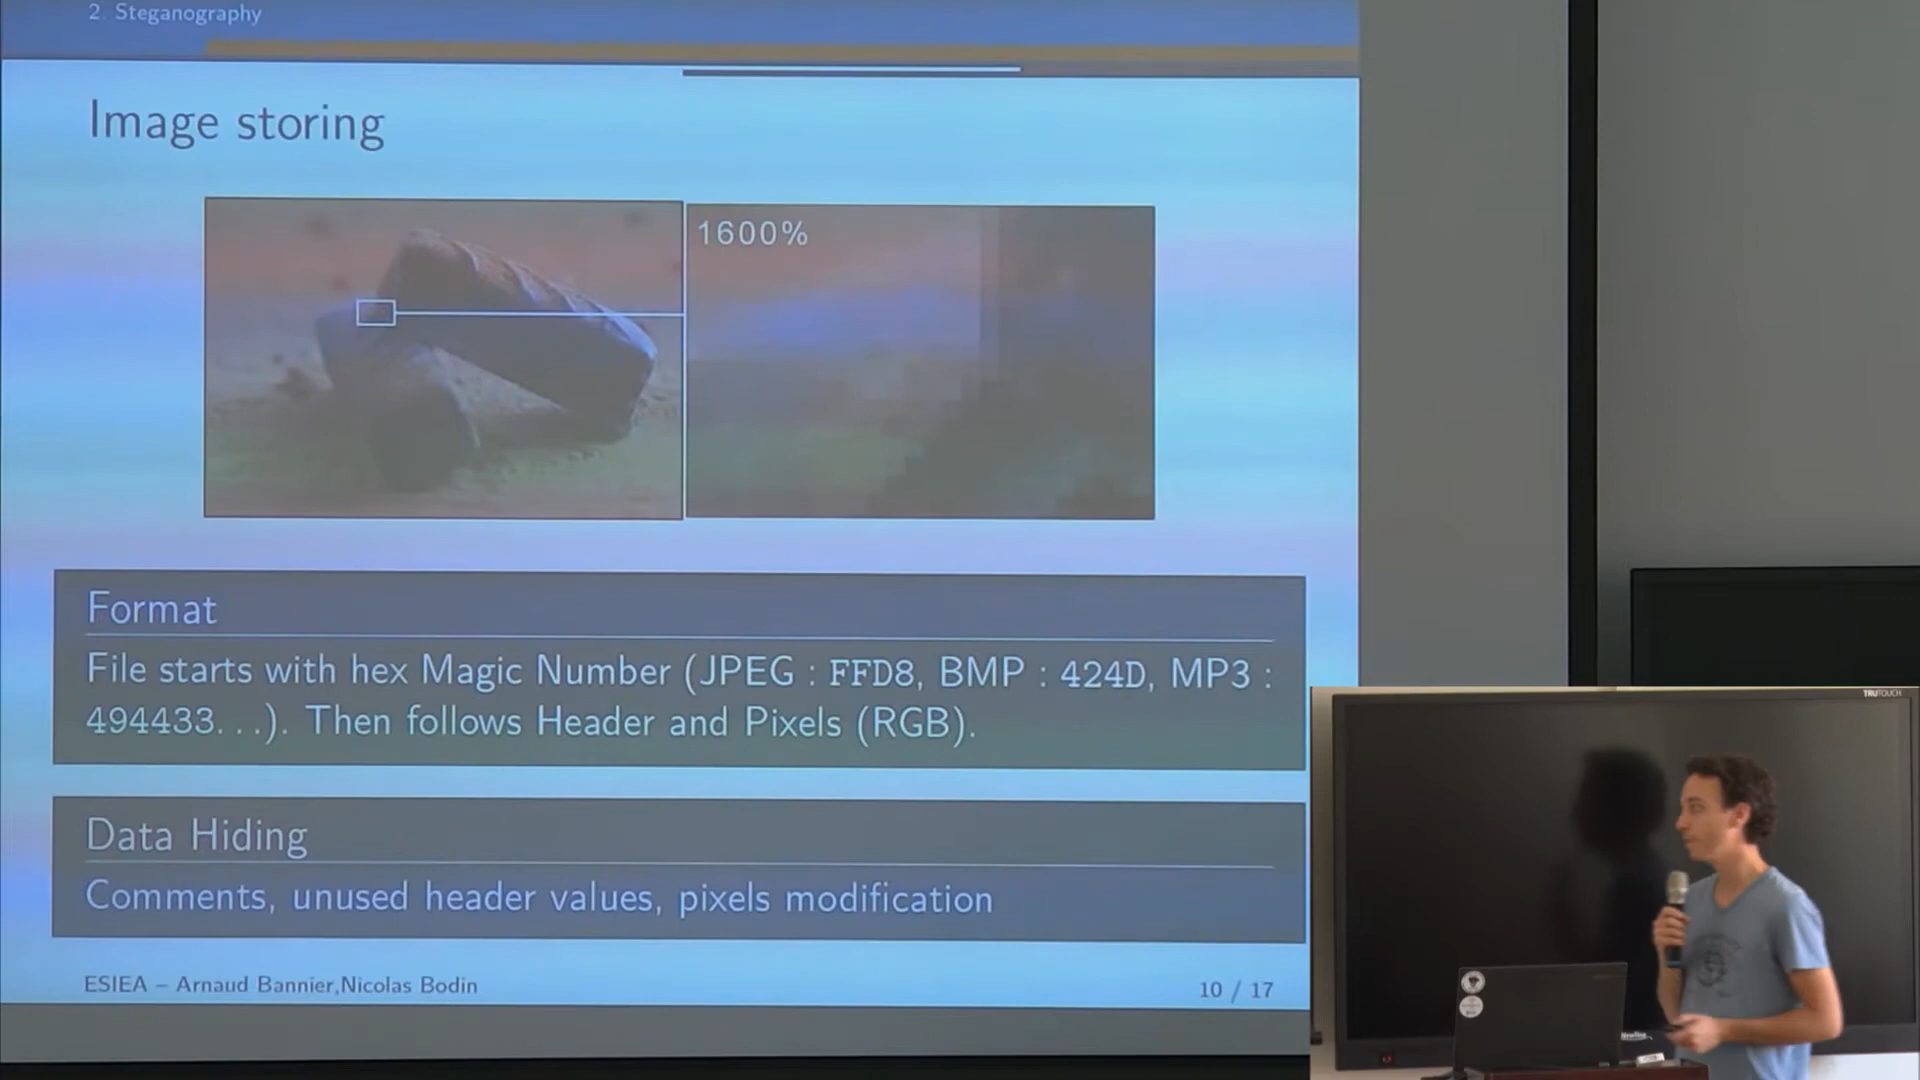 2. Steganography
Image storing
1600%
Format
File starts with hex Magic Number (JPEG : FFD8, BMP : 424D, MP3 :
494433...). Then follows Header and Pixels (RGB).
Data Hiding
Comments, unused header values, pixels modification
ESIEA – Arnaud Bannier,Nicolas Bodin
10 / 17
TRUTOUCH
Newline